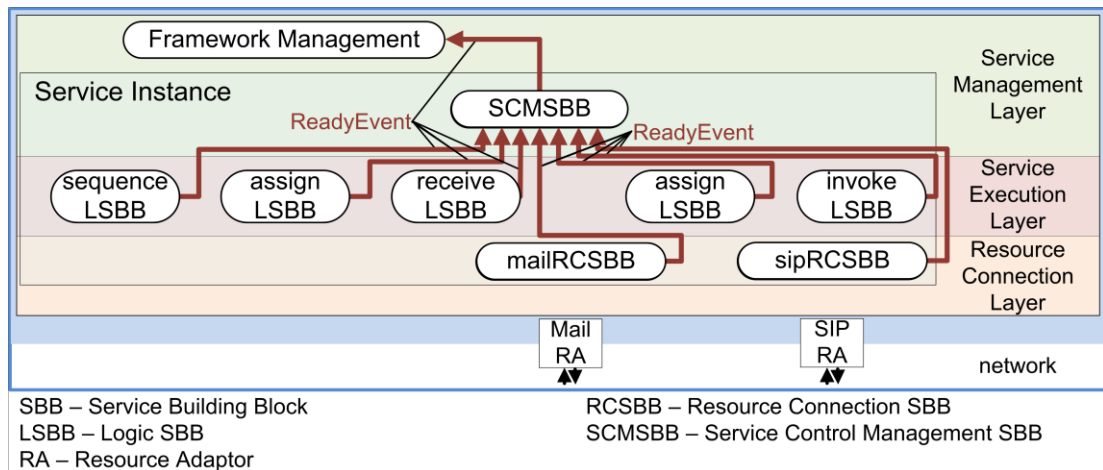 Framework Management
Service
Management
Layer
Service Instance
SCMSBB
ReadyEvent
ReadyEvent
sequence
LSBB
assign
LSBB
receive
LSBB
assign
LSBB
invoke
LSBB
Service
Execution
Layer
mailRCSBB
sipRCSBB
Resource
Connection
Layer
Mail
RA
SIP
RA
network
SBB – Service Building Block
LSBB – Logic SBB
RA – Resource Adaptor
RCSBB – Resource Connection SBB
SCMSBB – Service Control Management SBB